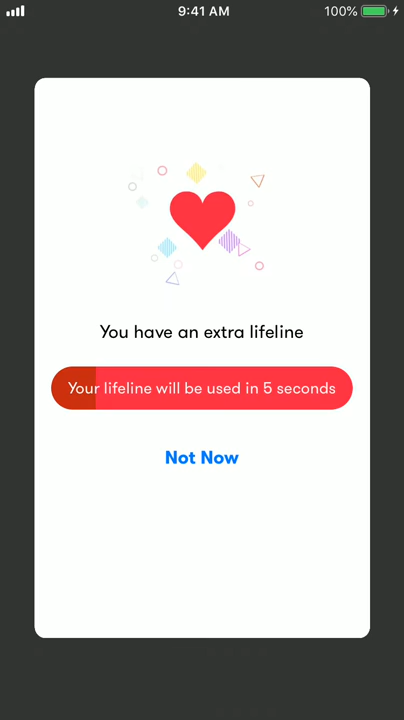 9:41 AM 100%
You have an extra lifeline
Your lifeline will be used in 5 seconds
Not Now